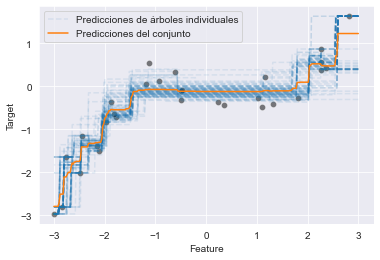 Predicciones de árboles individuales
Predicciones del conjunto
1
0
−1
−2
−3
Target
−3 −2 −1 0 1 2 3
Feature